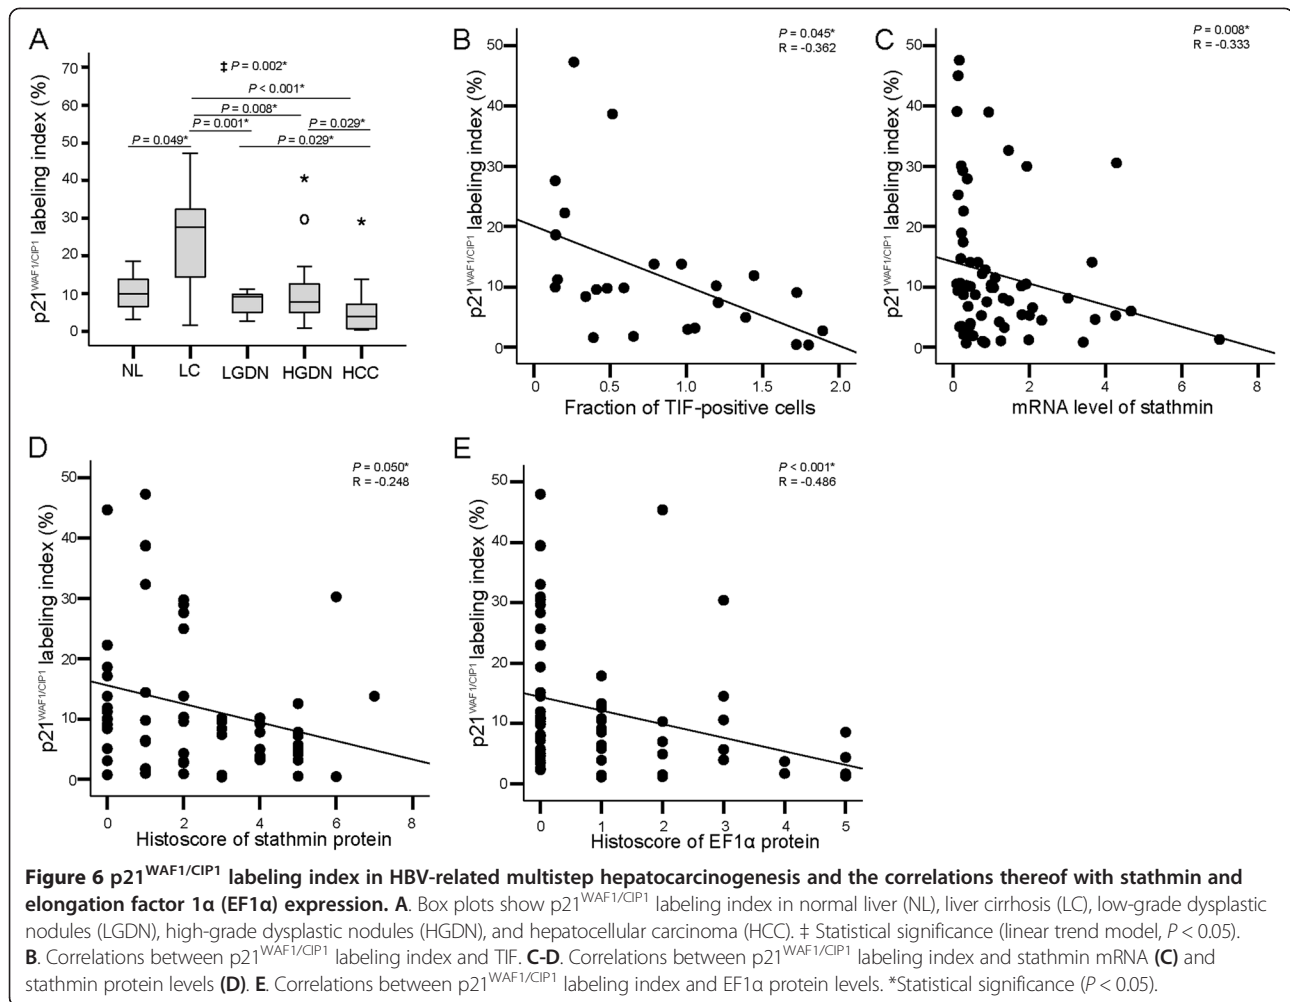 A
‡ P = 0.002*
P < 0.001*
P = 0.008*
P = 0.001*
P = 0.029*
P = 0.049*
P = 0.029*
p21WAF1/CIP1 labeling index (%)
70
60
50
40
30
20
10
0
NL LC LGDN HGDN HCC
B
P = 0.045*
R = -0.362
p21WAF1/CIP1 labeling index (%)
50
40
30
20
10
0
0 0.5 1.0 1.5 2.0
Fraction of TIF-positive cells
C
P = 0.008*
R = -0.333
p21WAF1/CIP1 labeling index (%)
50
40
30
20
10
0
0 2 4 6 8
mRNA level of stathmin
D
P = 0.050*
R = -0.248
p21WAF1/CIP1 labeling index (%)
50
40
30
20
10
0
0 2 4 6 8
Histoscore of stathmin protein
E
P < 0.001*
R = -0.486
p21WAF1/CIP1 labeling index (%)
50
40
30
20
10
0
0 1 2 3 4 5
Histoscore of EF1α protein
Figure 6 p21WAF1/CIP1 labeling index in HBV-related multistep hepatocarcinogenesis and the correlations thereof with stathmin and
elongation factor 1α (EF1α) expression. A. Box plots show p21WAF1/CIP1 labeling index in normal liver (NL), liver cirrhosis (LC), low-grade dysplastic
nodules (LGDN), high-grade dysplastic nodules (HGDN), and hepatocellular carcinoma (HCC). ‡ Statistical significance (linear trend model, P < 0.05).
B. Correlations between p21WAF1/CIP1 labeling index and TIF. C-D. Correlations between p21WAF1/CIP1 labeling index and stathmin mRNA (C) and
stathmin protein levels (D). E. Correlations between p21WAF1/CIP1 labeling index and EF1α protein levels. *Statistical significance (P < 0.05).